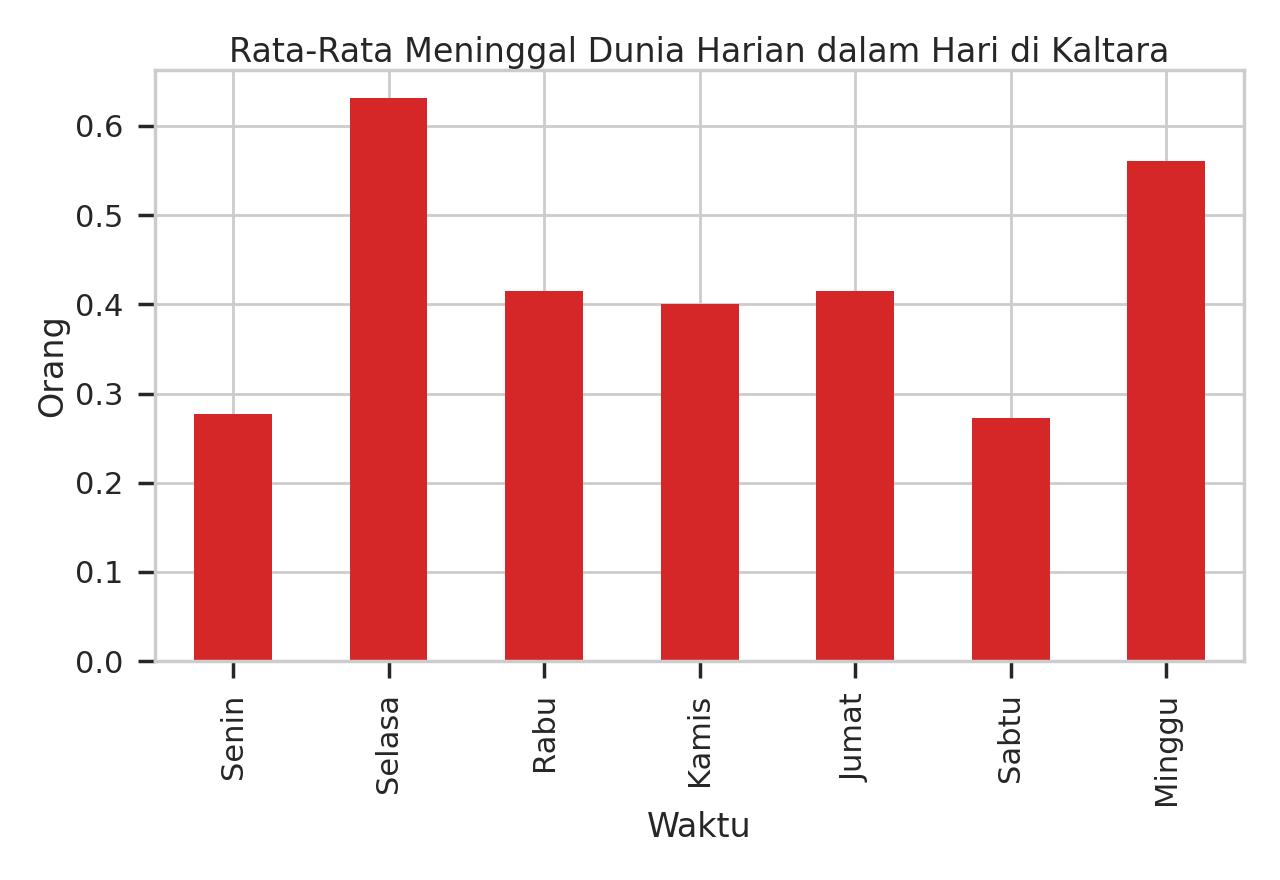 Rata-Rata Meninggal Dunia Harian dalam Hari di Kaltara
Orang
0.6
0.5
0.4
0.3
0.2
0.1
0.0
Senin
Selasa
Rabu
Kamis
Jumat
Sabtu
Minggu
Waktu